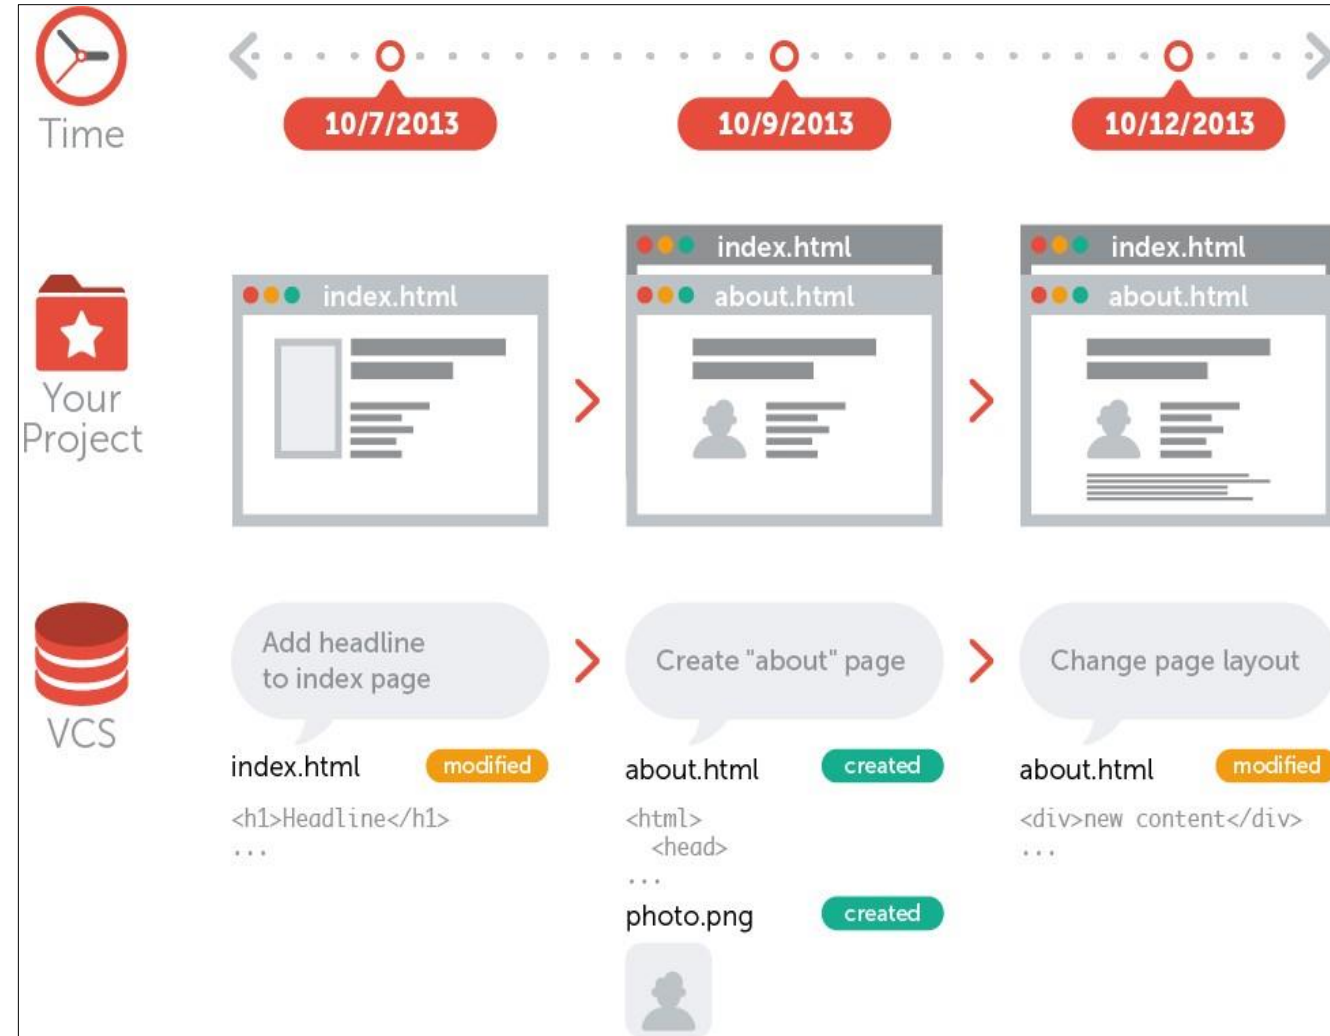 Time
10/7/2013
10/9/2013
10/12/2013
Your
Project
index.html
index.html
about.html
index.html
about.html
VCS
Add headline
to index page
Create "about" page
Change page layout
index.html modified
<h1>Headline</h1>
...
about.html created
<html>
<head>
...
photo.png created
about.html modified
<div>new content</div>
...